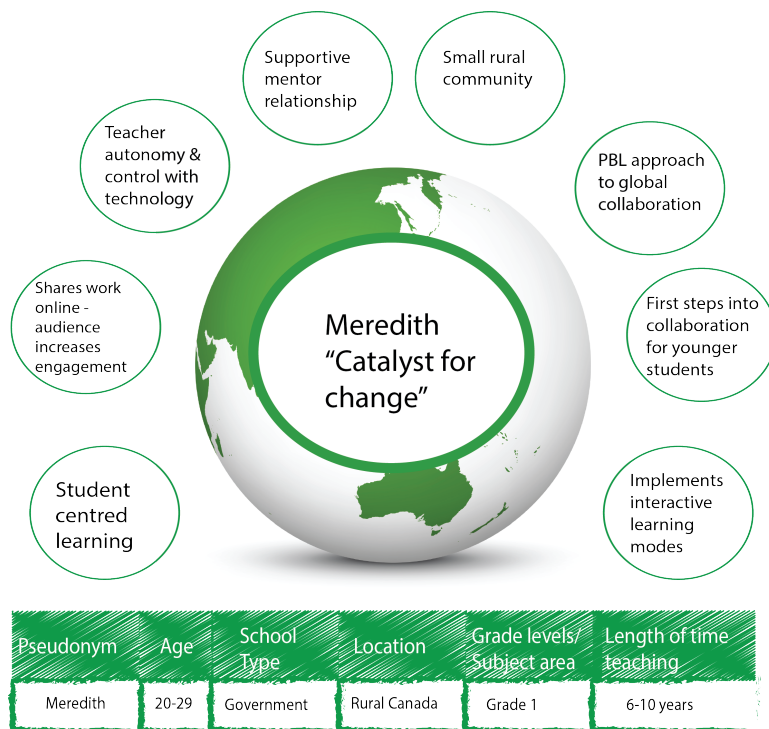 Supportive
mentor
relationship
Small rural
community
Teacher
autonomy &
control with
technology
PBL approach
to global
collaboration
Shares work
online -
audience
increases
engagement
First steps into
collaboration
for younger
students
Meredith
“Catalyst for
change”
Student
centred
learning
Implements
interactive
learning
modes
Pseudonym
Age
School
Type
Location
Grade levels/
Subject area
Length of time
teaching
Meredith
20-29
Government
Rural Canada
Grade 1
6-10 years